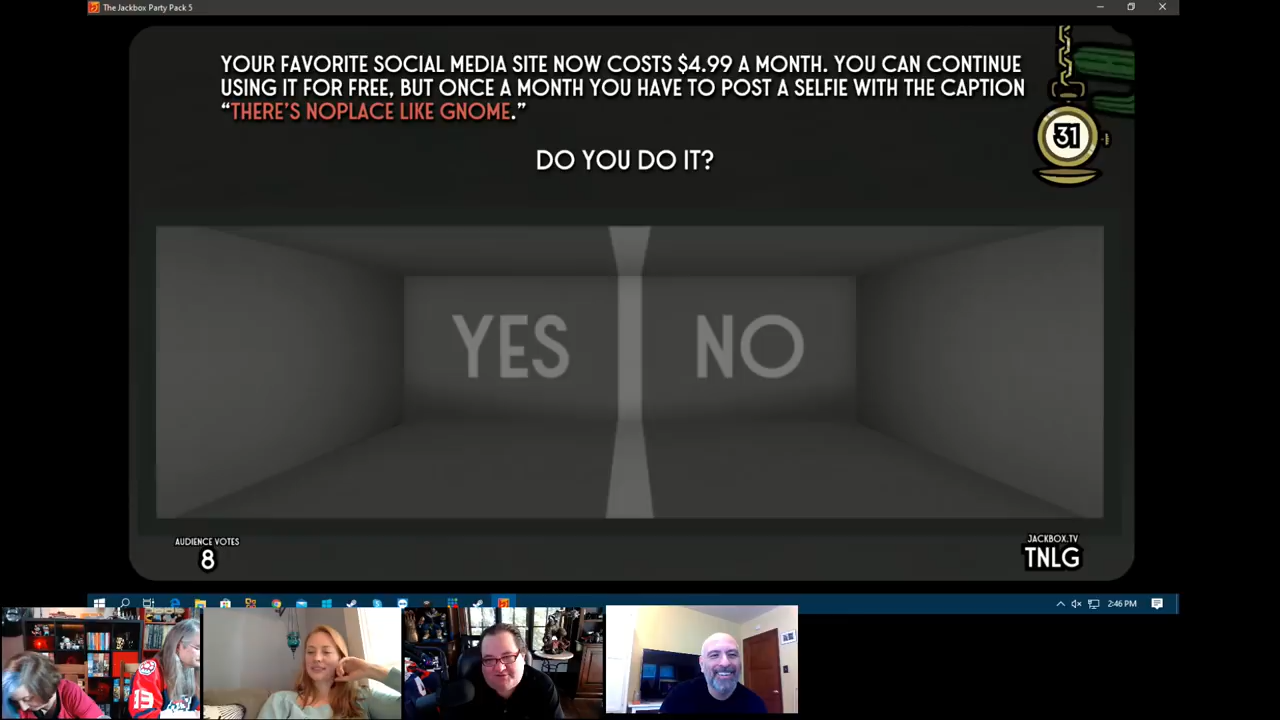 The Jackbox Party Pack 5
YOUR FAVORITE SOCIAL MEDIA SITE NOW COSTS $4.99 A MONTH. YOU CAN CONTINUE
USING IT FOR FREE, BUT ONCE A MONTH YOU HAVE TO POST A SELFIE WITH THE CAPTION
“THERE'S NOPLACE LIKE GNOME.”
31
DO YOU DO IT?
YES
NO
AUDIENCE VOTES
8
JACKBOX.TV
TNLG
2:46 PM